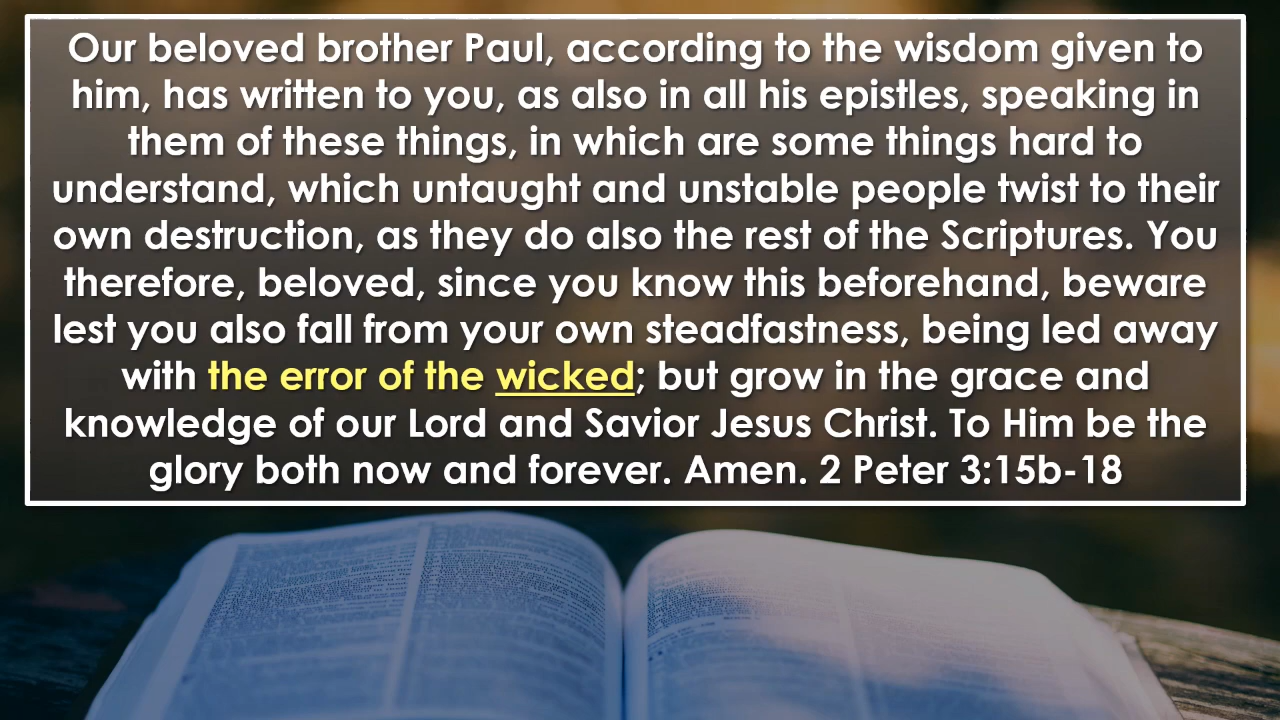 Our beloved brother Paul, according to the wisdom given to
him, has written to you, as also in all his epistles, speaking in
them of these things, in which are some things hard to
understand, which untaught and unstable people twist to their
own destruction, as they do also the rest of the Scriptures. You
therefore, beloved, since you know this beforehand, beware
lest you also fall from your own steadfastness, being led away
with the error of the wicked; but grow in the grace and
knowledge of our Lord and Savior Jesus Christ. To Him be the
glory both now and forever. Amen. 2 Peter 3:15b-18